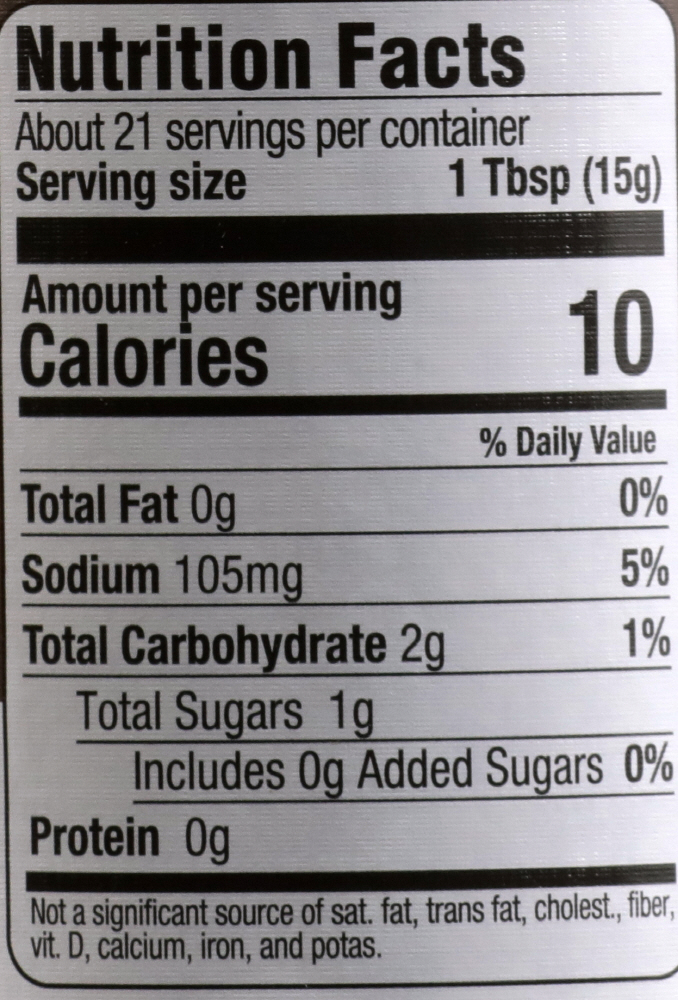 Nutrition Facts
About 21 servings per container
Serving size 1 Tbsp (15g)
Amount per serving
Calories 10
% Daily Value
Total Fat 0g 0%
Sodium 105mg 5%
Total Carbohydrate 2g 1%
Total Sugars 1g
Includes 0g Added Sugars 0%
Protein 0g
Not a significant source of sat. fat, trans fat, cholest., fiber,
vit. D, calcium, iron, and potas.